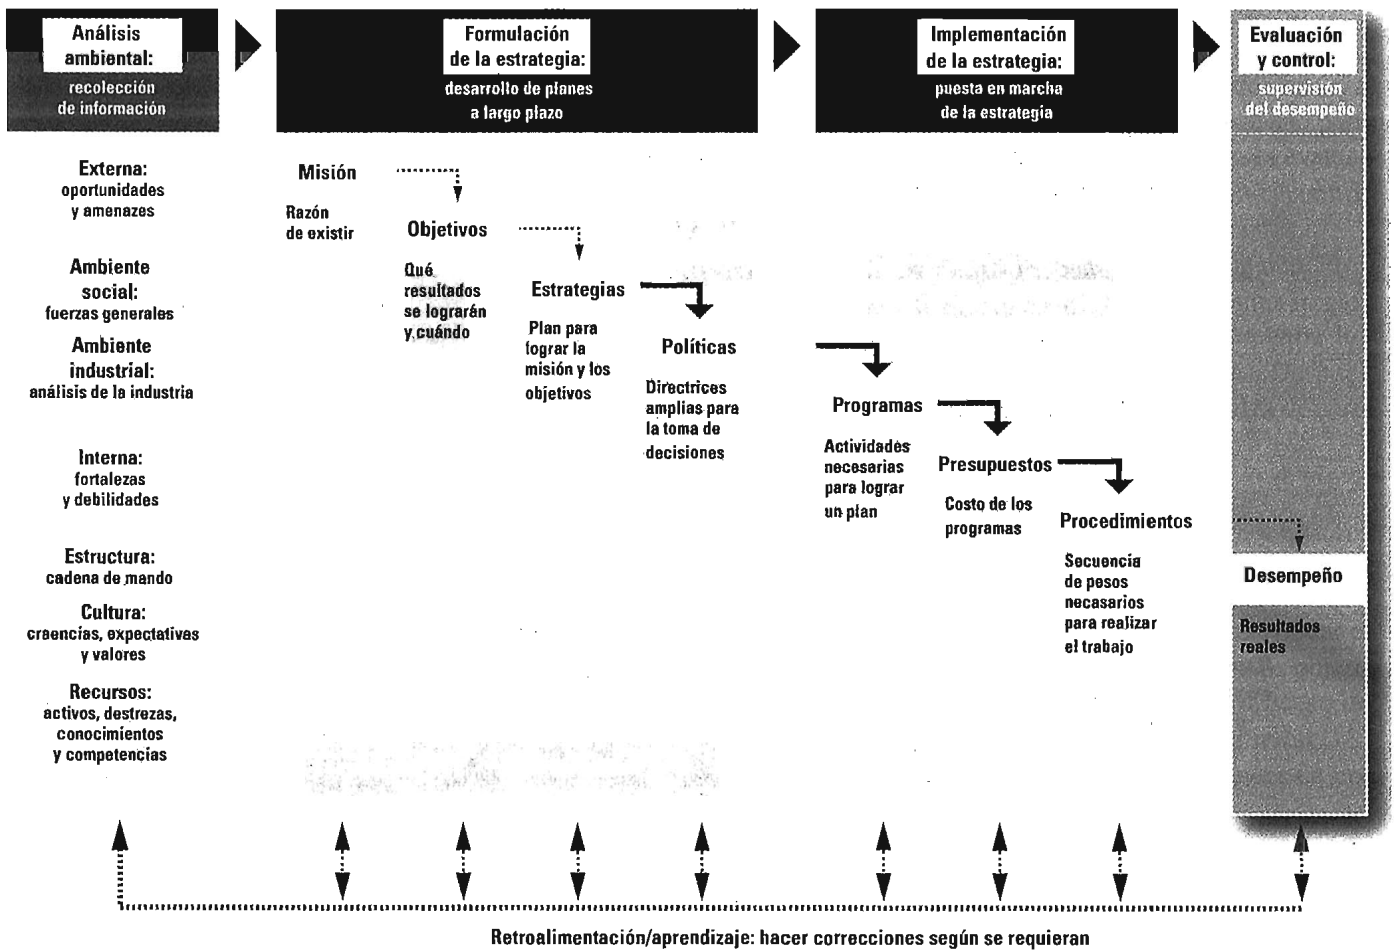 Análisis
ambiental:
recolección
de información
Formulación
de la estrategia:
desarrollo de planes
a largo plazo
Implementación
de la estrategia:
puesta en marcha
de la estrategia
Evaluación
y control:
supervisión
del desempeño
Externa:
oportunidades
y amenazes
Ambiente
social:
fuerzas generales
Ambiente
industrial:
análisis de la industria
Interna:
fortalezas
y debilidades
Estructura:
cadena de mando
Cultura:
craencias, expectativas
y valores
Recursos:
activos, destrezas,
conocimientos
y competencias
Misión
Razón
de existir
Objetivos
Qué
resultados
se lograrán
y cuándo
Estrategias
Plan para
lograr la
misión y los
objetivos
Políticas
Directrices
amplias para
la toma de
decisiones
Programas
Actividades
necesarias
para lograr
un plan
Presupuestos
Costo de los
programas
Procedimientos
Secuencia
de pesos
necasarios
para realizar
el trabajo
Desempeño
Resultados
reales
Retroalimentación/aprendizaje: hacer correcciones según se requieran